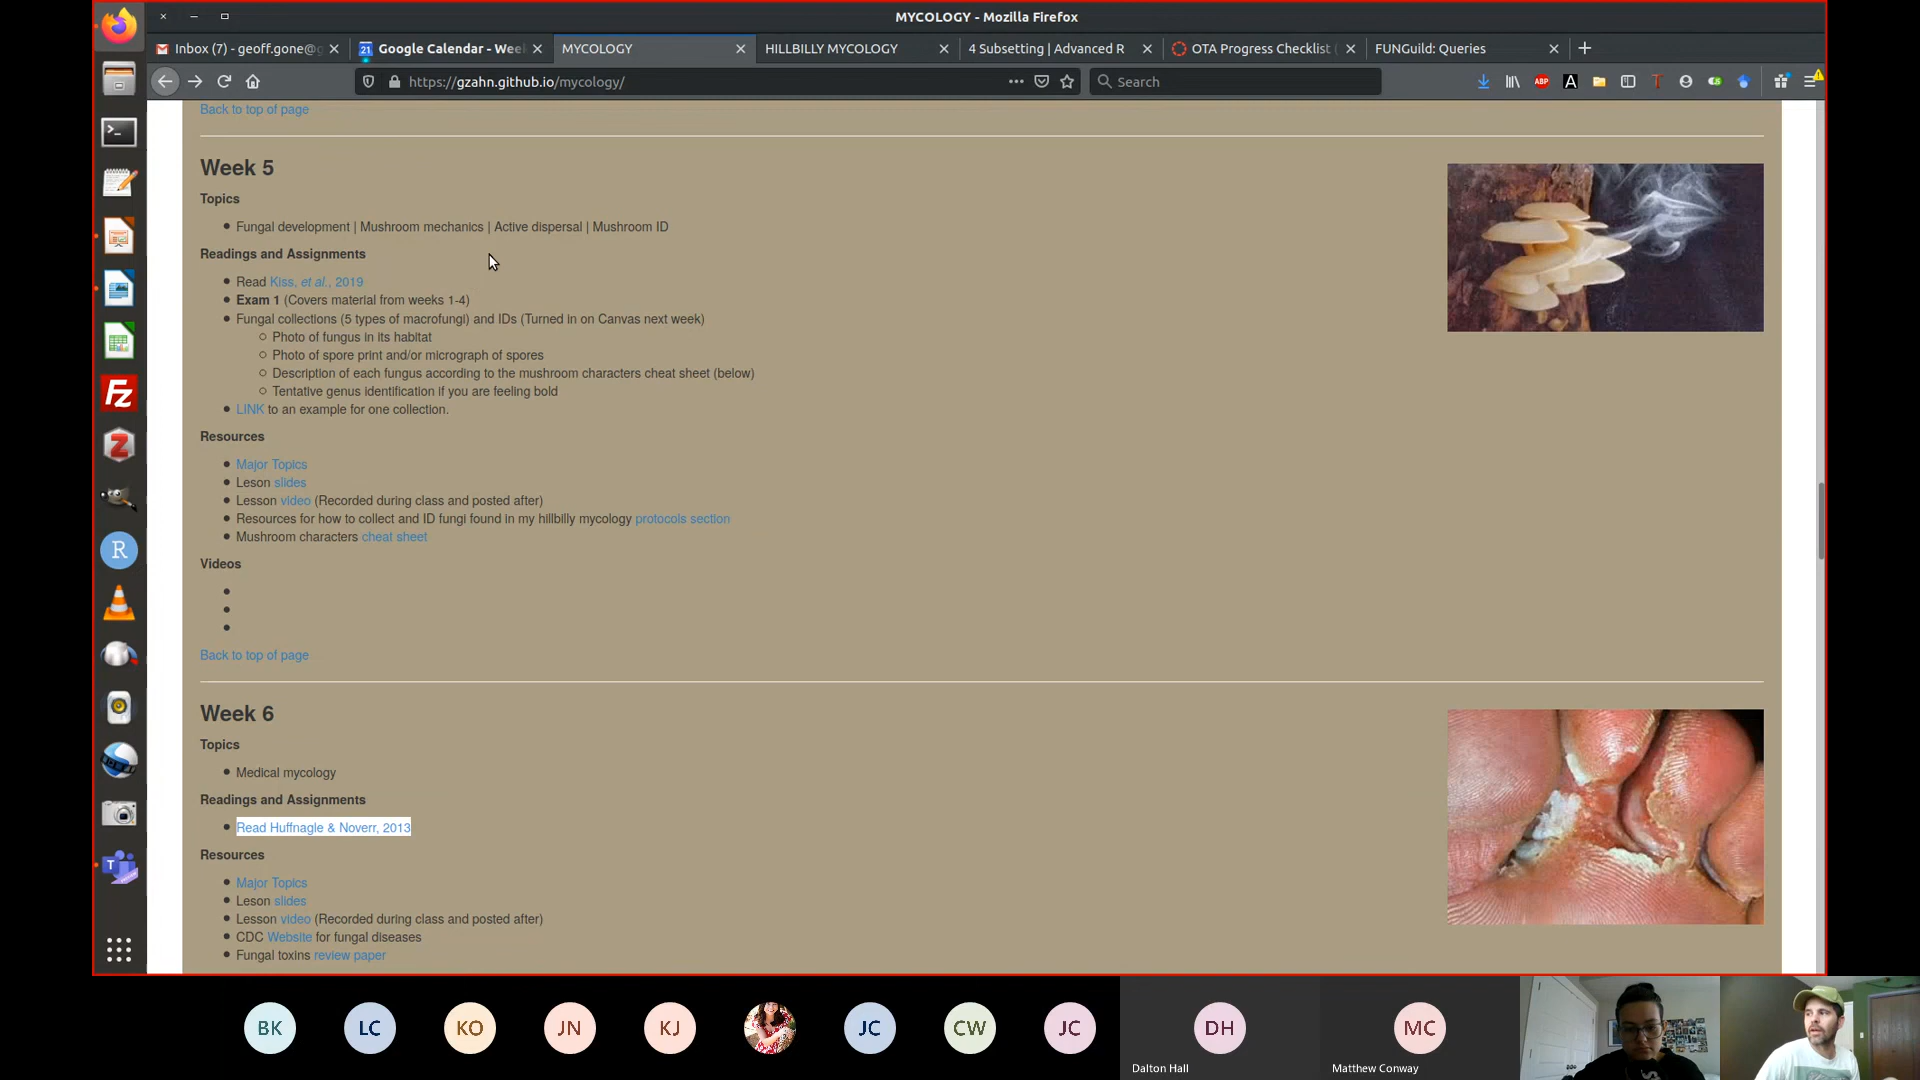 MYCOLOGY - Mozilla Firefox
Inbox (7) - geoff.gone@g
Google Calendar - Wee
MYCOLOGY
HILLBILLY MYCOLOGY
4 Subsetting | Advanced R
OTA Progress Checklist (
FUNGuild: Queries
https://gzahn.github.io/mycology/
Search
ABP
Back to top of page
Week 5
Topics
Fungal development | Mushroom mechanics | Active dispersal | Mushroom ID
Readings and Assignments
Read Kiss, et al., 2019
Exam 1 (Covers material from weeks 1-4)
Fungal collections (5 types of macrofungi) and IDs (Turned in on Canvas next week)
Photo of fungus in its habitat
Photo of spore print and/or micrograph of spores
Description of each fungus according to the mushroom characters cheat sheet (below)
Tentative genus identification if you are feeling bold
LINK to an example for one collection.
Resources
Major Topics
Leson slides
Lesson video (Recorded during class and posted after)
Resources for how to collect and ID fungi found in my hillbilly mycology protocols section
Mushroom characters cheat sheet
Videos
Back to top of page
Week 6
Topics
Medical mycology
Readings and Assignments
Read Huffnagle & Noverr, 2013
Resources
Major Topics
Leson slides
Lesson video (Recorded during class and posted after)
CDC Website for fungal diseases
Fungal toxins review paper
BK
LC
KO
JN
KJ
JC
CW
JC
DH
MC
Dalton Hall
Matthew Conway